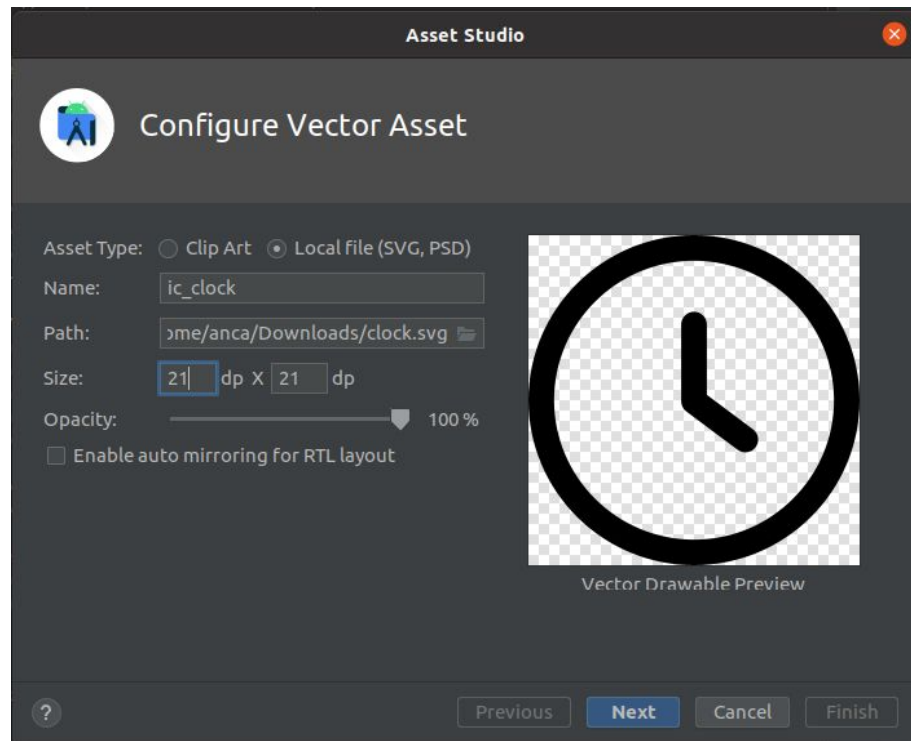 Asset Studio
Configure Vector Asset
Asset Type: Clip Art Local file (SVG, PSD)
Name: ic_clock
Path: ome/anca/Downloads/clock.svg
Size: 21 dp X 21 dp
Opacity: 100 %
Enable auto mirroring for RTL layout
Vector Drawable Preview
? Previous Next Cancel Finish